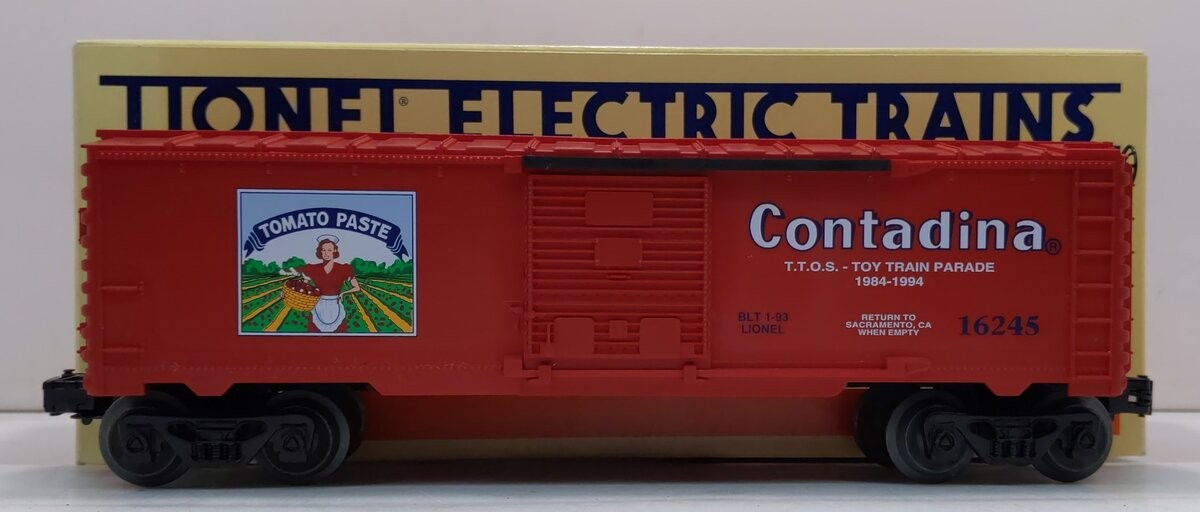 LIONEL® ELECTRIC TRAINS
TOMATO PASTE
Contadina®
T.T.O.S. - TOY TRAIN PARADE
1984-1994
BLT 1-93
LIONEL
RETURN TO
SACRAMENTO, CA
WHEN EMPTY
16245